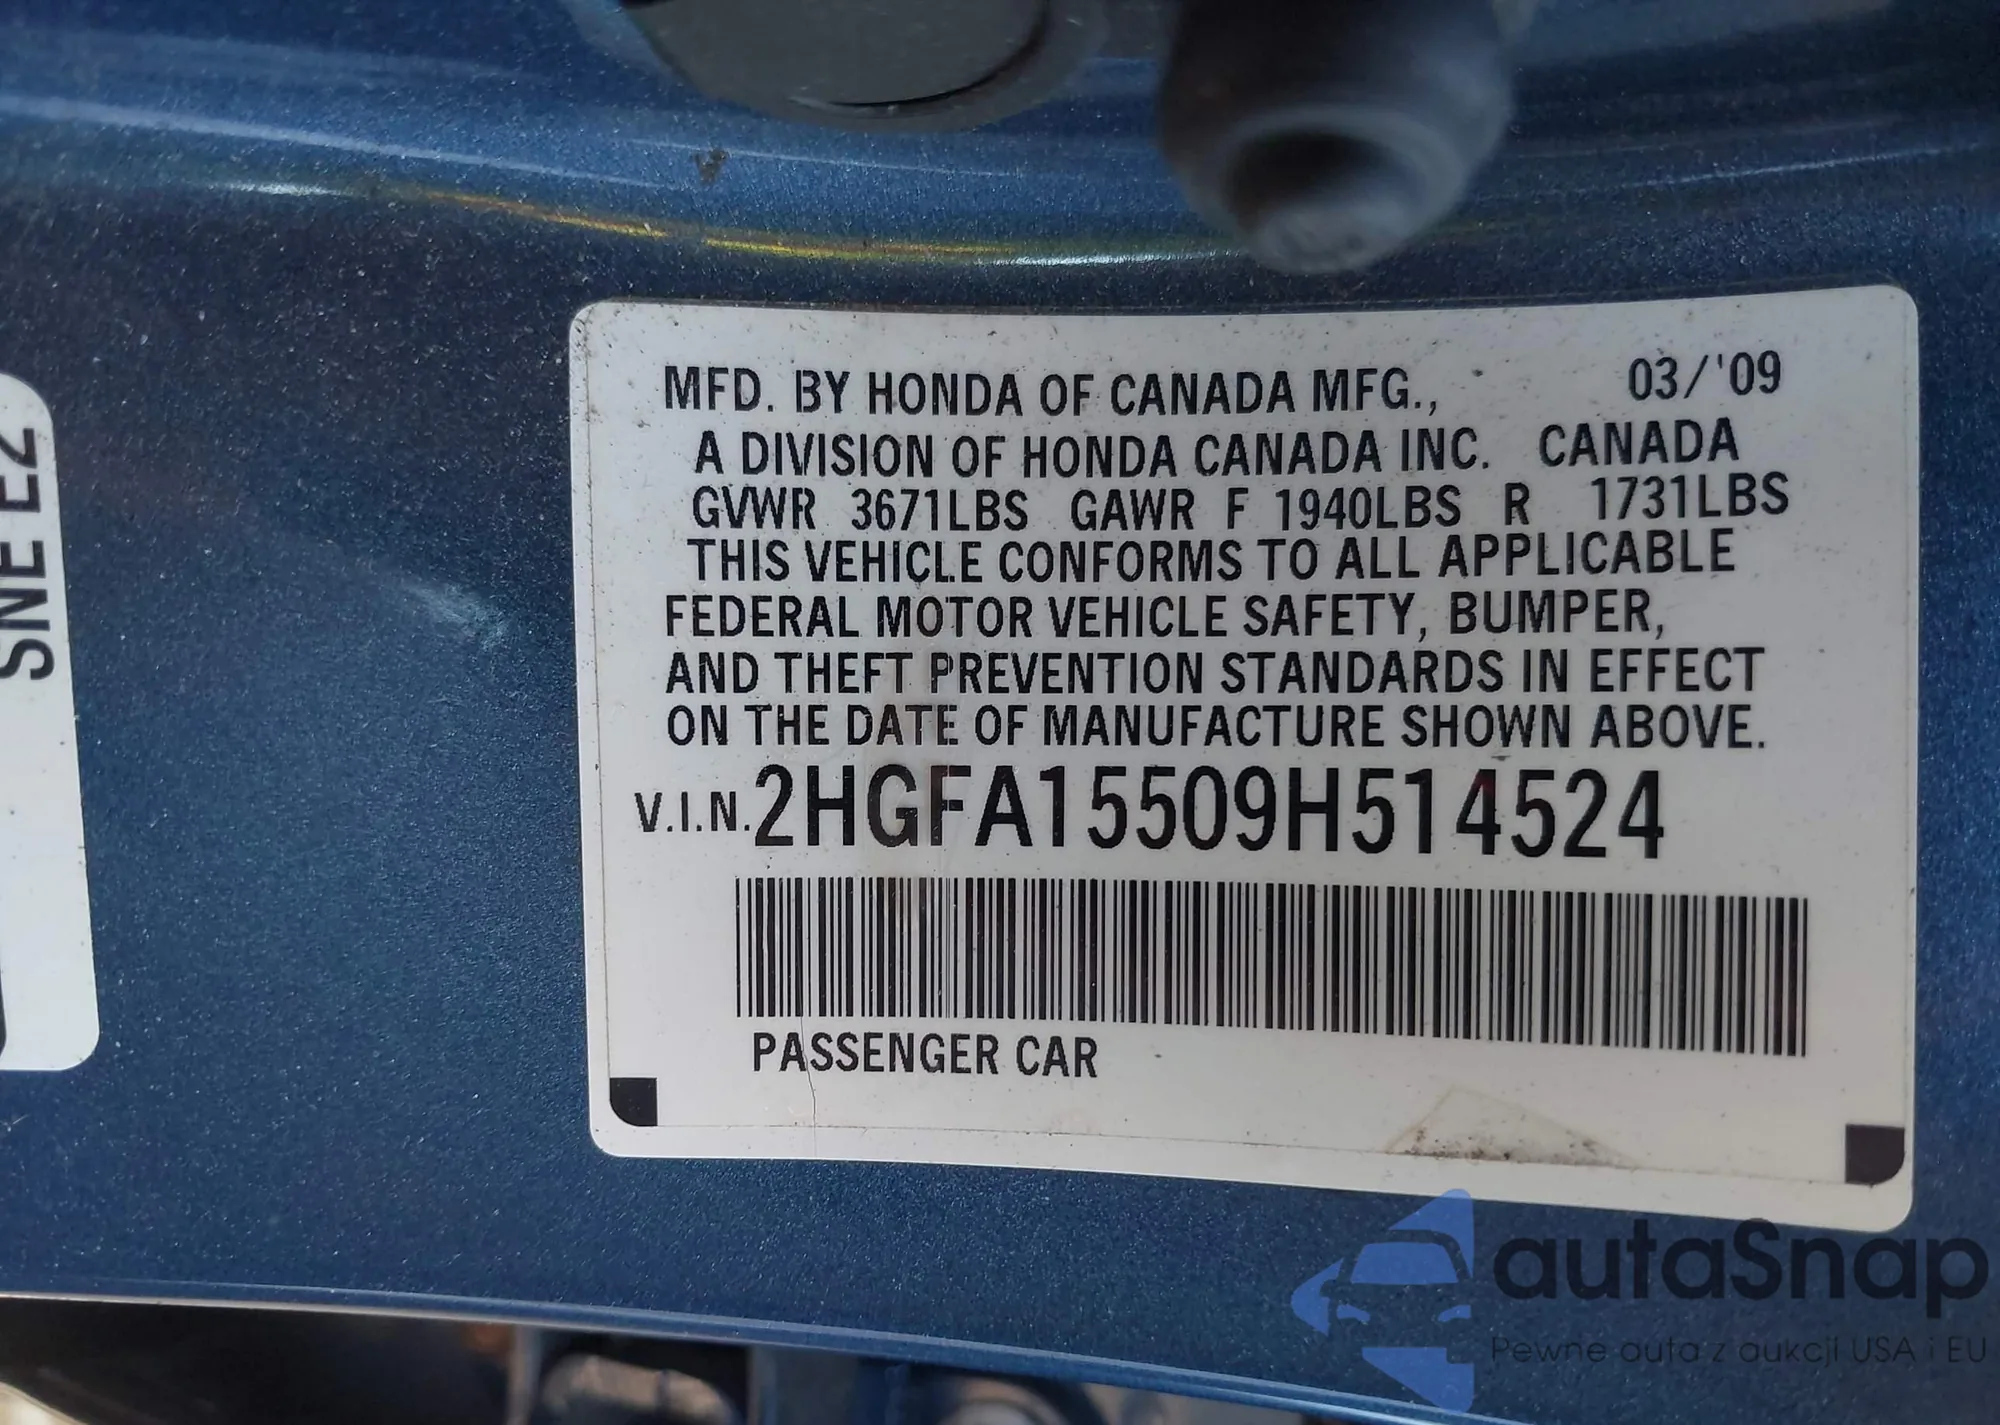 MFD. BY HONDA OF CANADA MFG., 03/'09
A DIVISION OF HONDA CANADA INC. CANADA
GVWR 3671LBS GAWR F 1940LBS R 1731LBS
THIS VEHICLE CONFORMS TO ALL APPLICABLE
FEDERAL MOTOR VEHICLE SAFETY, BUMPER,
AND THEFT PREVENTION STANDARDS IN EFFECT
ON THE DATE OF MANUFACTURE SHOWN ABOVE.
V.I.N. 2HGFA15509H514524
PASSENGER CAR
SNE E2
autaSnap
Pewne auta z aukcji USA i EU